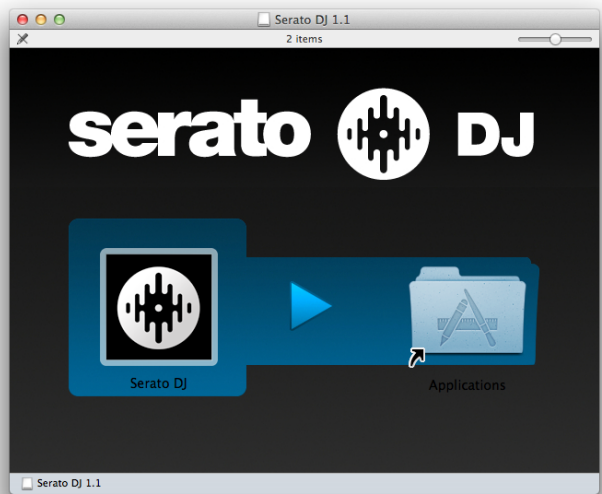 Serato DJ 1.1
2 items
serato DJ
Serato DJ
Applications
Serato DJ 1.1